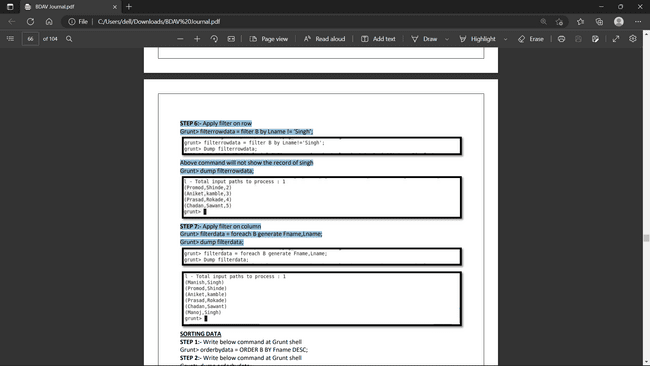 BDAV Journal.pdf
File
C:/Users/dell/Downloads/BDAV%20Journal.pdf
66 of 104
Page view
Read aloud
Add text
Draw
Highlight
Erase
STEP 6:- Apply filter on row
Grunt> filterrowdata = filter B by Lname != 'Singh';
grunt> filterrowdata = filter B by Lname!='Singh';
grunt> Dump filterrowdata;
Above command will not show the record of singh
Grunt> dump filterrowdata;
l - Total input paths to process : 1
(Promod,Shinde,2)
(Aniket,kamble,3)
(Prasad,Rokade,4)
(Chadan,Sawant,5)
grunt>
STEP 7:- Apply filter on column
Grunt> filterdata = foreach B generate Fname,Lname;
Grunt> dump filterdata;
grunt> filterdata = foreach B generate Fname,Lname;
grunt> Dump filterdata;
l - Total input paths to process : 1
(Manish,Singh)
(Promod,Shinde)
(Aniket,kamble)
(Prasad,Rokade)
(Chadan,Sawant)
(Manoj,Singh)
grunt>
SORTING DATA
STEP 1:- Write below command at Grunt shell
Grunt> orderbydata = ORDER B BY Fname DESC;
STEP 2:- Write below command at Grunt shell